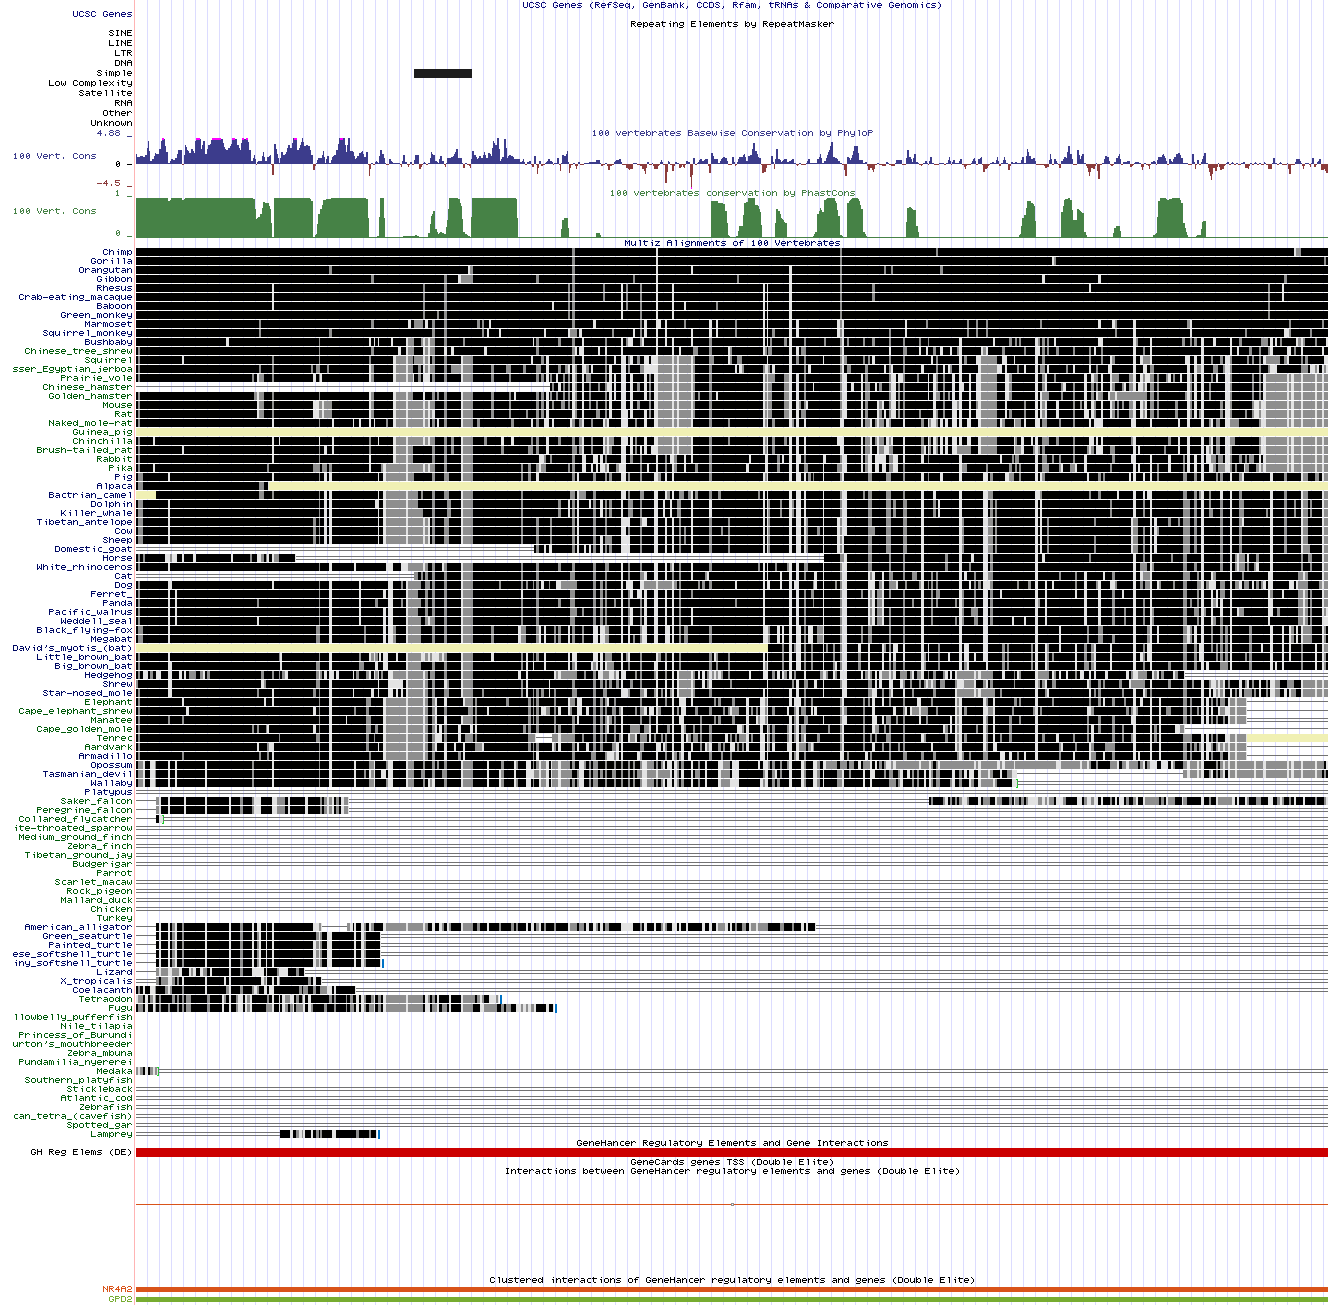 UCSC Genes (RefSeq, GenBank, CCDS, Rfam, tRNAs & Comparative Genomics)
UCSC Genes
Repeating Elements by RepeatMasker
SINE
LINE
LTR
DNA
Simple
Low Complexity
Satellite
RNA
Other
Unknown
4.88 _
100 vertebrates Basewise Conservation by PhyloP
100 Vert. Cons
0 _
-4.5 _
1 _
100 vertebrates conservation by PhastCons
100 Vert. Cons
0 _
Multiz Alignments of 100 Vertebrates
Chimp
Gorilla
Orangutan
Gibbon
Rhesus
Crab-eating_macaque
Baboon
Green_monkey
Marmoset
Squirrel_monkey
Bushbaby
Chinese_tree_shrew
Squirrel
sser_Egyptian_jerboa
Prairie_vole
Chinese_hamster
Golden_hamster
Mouse
Rat
Naked_mole-rat
Guinea_pig
Chinchilla
Brush-tailed_rat
Rabbit
Pika
Pig
Alpaca
Bactrian_camel
Dolphin
Killer_whale
Tibetan_antelope
Cow
Sheep
Domestic_goat
Horse
White_rhinoceros
Cat
Dog
Ferret_
Panda
Pacific_walrus
Weddell_seal
Black_flying-fox
Megabat
David's_myotis_(bat)
Little_brown_bat
Big_brown_bat
Hedgehog
Shrew
Star-nosed_mole
Elephant
Cape_elephant_shrew
Manatee
Cape_golden_mole
Tenrec
Aardvark
Armadillo
Opossum
Tasmanian_devil
Wallaby
Platypus
Saker_falcon
Peregrine_falcon
Collared_flycatcher
ite-throated_sparrow
Medium_ground_finch
Zebra_finch
Tibetan_ground_jay
Budgerigar
Parrot
Scarlet_macaw
Rock_pigeon
Mallard_duck
Chicken
Turkey
American_alligator
Green_seaturtle
Painted_turtle
ese_softshell_turtle
iny_softshell_turtle
Lizard
X_tropicalis
Coelacanth
Tetraodon
Fugu
llowbelly_pufferfish
Nile_tilapia
Princess_of_Burundi
urton's_mouthbreeder
Zebra_mbuna
Pundamilia_nyererei
Medaka
Southern_platyfish
Stickleback
Atlantic_cod
Zebrafish
can_tetra_(cavefish)
Spotted_gar
Lamprey
GeneHancer Regulatory Elements and Gene Interactions
GH Reg Elems (DE)
GeneCards genes TSS (Double Elite)
Interactions between GeneHancer regulatory elements and genes (Double Elite)
Clustered interactions of GeneHancer regulatory elements and genes (Double Elite)
NR4A2
GPD2